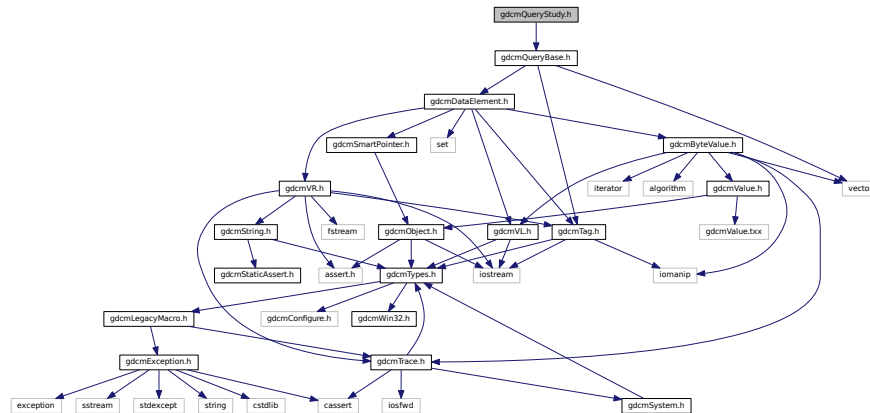 gdcmQueryStudy.h
gdcmQueryBase.h
gdcmDataElement.h
gdcmSmartPointer.h
set
gdcmByteValue.h
gdcmVR.h
iterator
algorithm
gdcmValue.h
vector
gdcmString.h
fstream
gdcmObject.h
gdcmVL.h
gdcmTag.h
gdcmValue.txx
gdcmStaticAssert.h
assert.h
gdcmTypes.h
iostream
iomanip
gdcmLegacyMacro.h
gdcmConfigure.h
gdcmWin32.h
gdcmException.h
gdcmTrace.h
exception
sstream
stdexcept
string
cstdlib
cassert
iosfwd
gdcmSystem.h